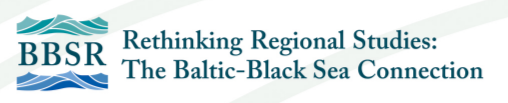 BBSR
Rethinking Regional Studies:
The Baltic-Black Sea Connection